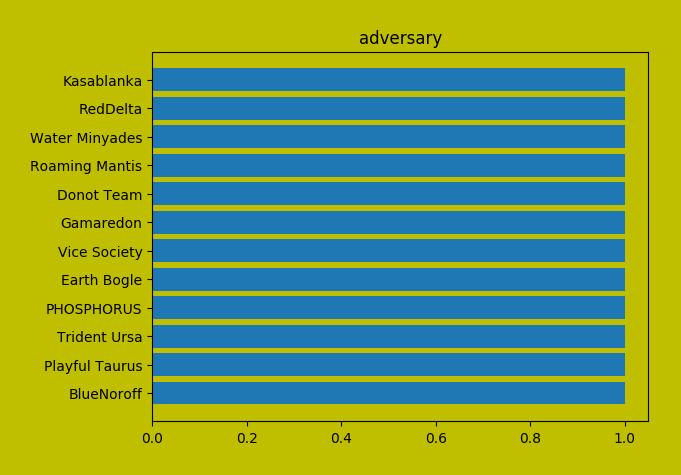 adversary
Kasablanka
RedDelta
Water Minyades
Roaming Mantis
Donot Team
Gamaredon
Vice Society
Earth Bogle
PHOSPHORUS
Trident Ursa
Playful Taurus
BlueNoroff
0.0 0.2 0.4 0.6 0.8 1.0